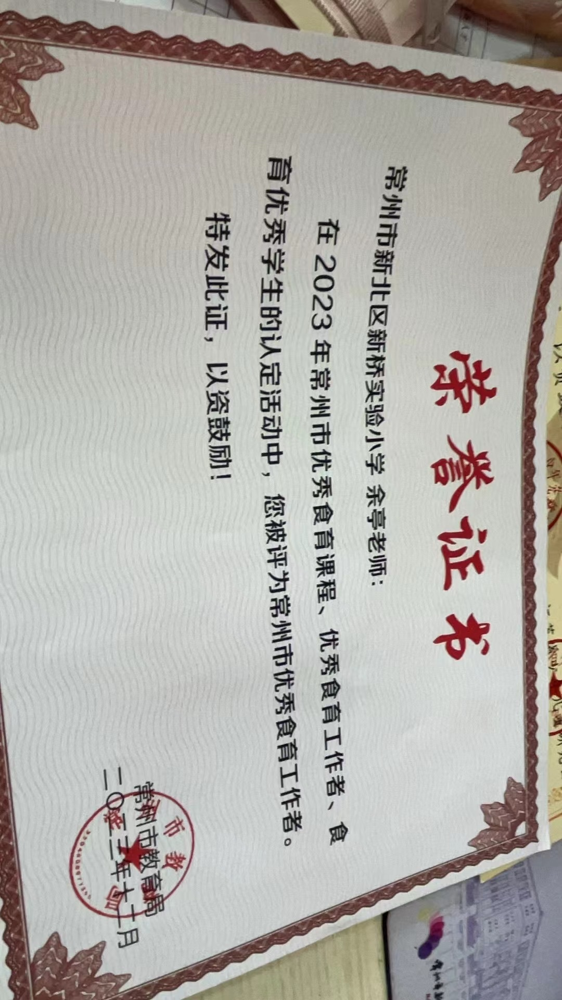 荣誉证书
常州市新北区新桥实验小学 余亭老师：
在 2023 年常州市优秀食育课程、优秀食育工作者、食
育优秀学生的认定活动中，您被评为常州市优秀食育工作者。
特发此证，以资鼓励！
常州市教育局
二〇二三年十二月
以资